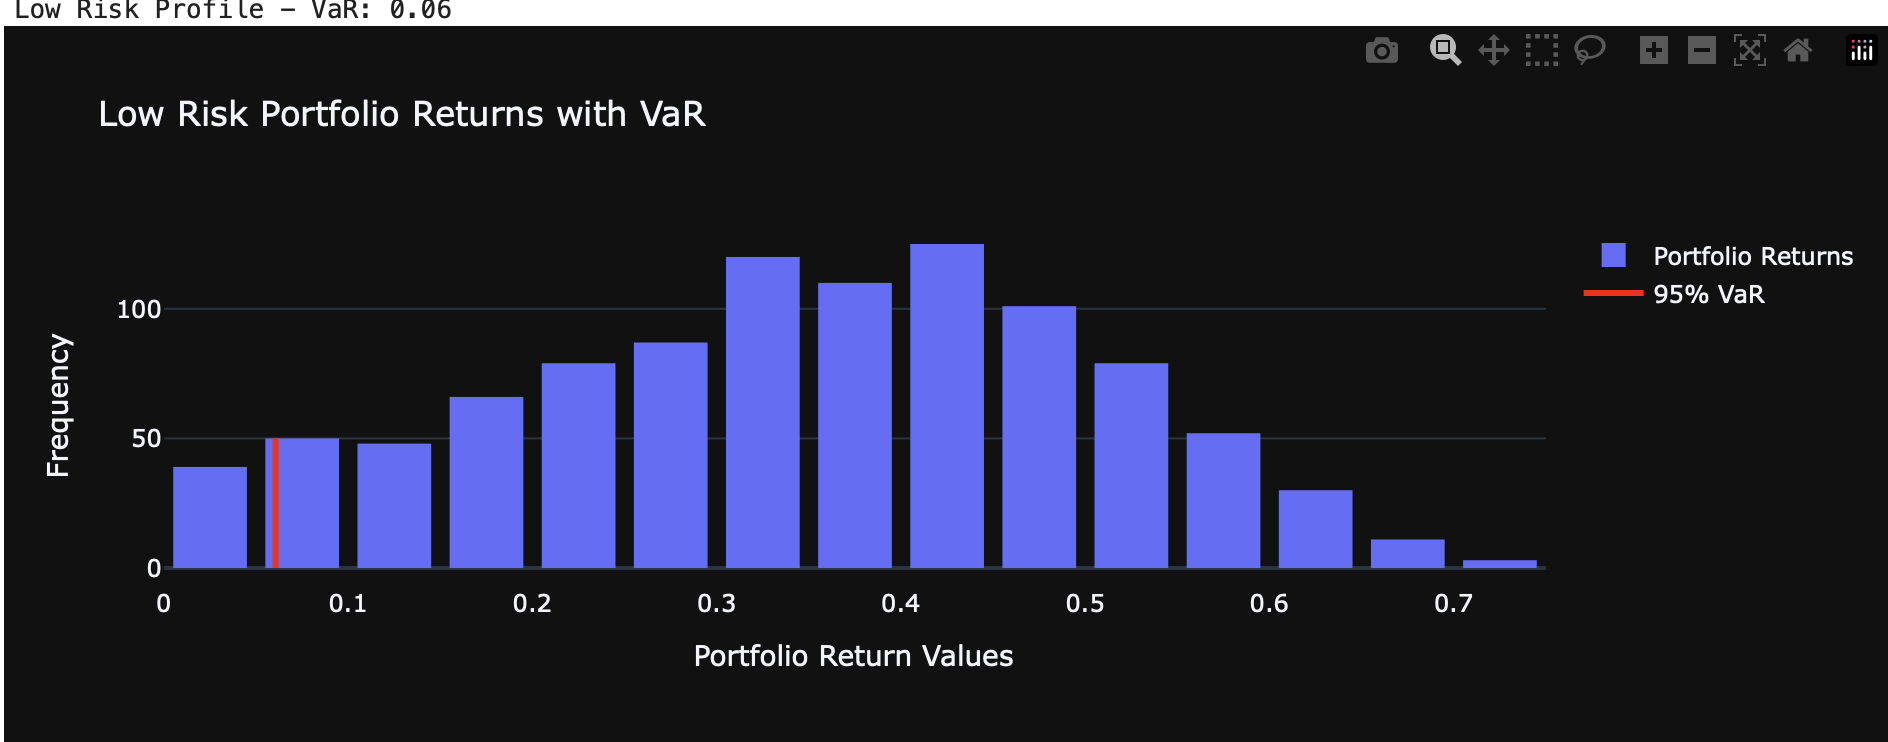 Low Risk Profile - VaR: 0.06
Low Risk Portfolio Returns with VaR
Portfolio Returns
95% VaR
100
50
0
Frequency
0 0.1 0.2 0.3 0.4 0.5 0.6 0.7
Portfolio Return Values